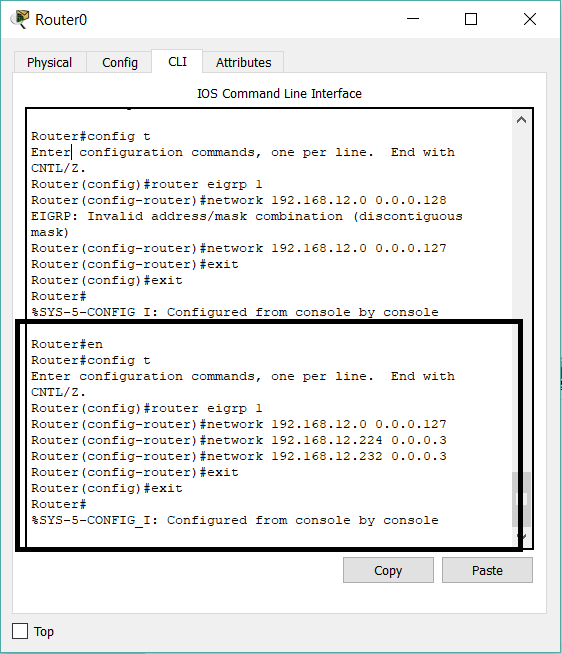 Router0
Physical Config CLI Attributes
IOS Command Line Interface
Router#config t
Enter configuration commands, one per line. End with
CNTL/Z.
Router(config)#router eigrp 1
Router(config-router)#network 192.168.12.0 0.0.0.128
EIGRP: Invalid address/mask combination (discontiguous
mask)
Router(config-router)#network 192.168.12.0 0.0.0.127
Router(config-router)#exit
Router(config)#exit
Router#
%SYS-5-CONFIG_I: Configured from console by console
Router#en
Router#config t
Enter configuration commands, one per line. End with
CNTL/Z.
Router(config)#router eigrp 1
Router(config-router)#network 192.168.12.0 0.0.0.127
Router(config-router)#network 192.168.12.224 0.0.0.3
Router(config-router)#network 192.168.12.232 0.0.0.3
Router(config-router)#exit
Router(config)#exit
Router#
%SYS-5-CONFIG_I: Configured from console by console
Copy Paste
Top